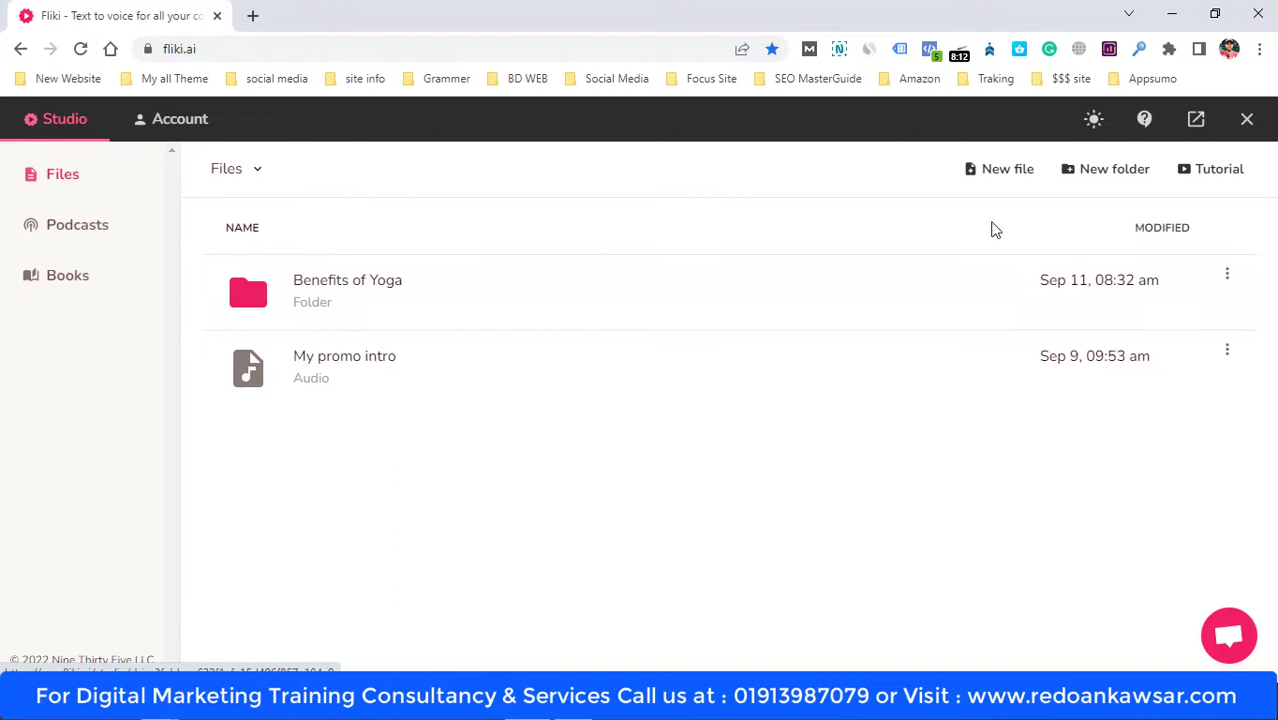 Fliki - Text to voice for all your co
fliki.ai
5
8:12
New Website
My all Theme
social media
site info
Grammer
BD WEB
Social Media
Focus Site
SEO MasterGuide
Amazon
Traking
$$$ site
Appsumo
Studio
Account
Files
Podcasts
Books
Files
New file
New folder
Tutorial
NAME
MODIFIED
Benefits of Yoga
Folder
Sep 11, 08:32 am
My promo intro
Audio
Sep 9, 09:53 am
© 2022 Nine Thirty Five LLC
For Digital Marketing Training Consultancy & Services Call us at : 01913987079 or Visit : www.redoankawsar.com